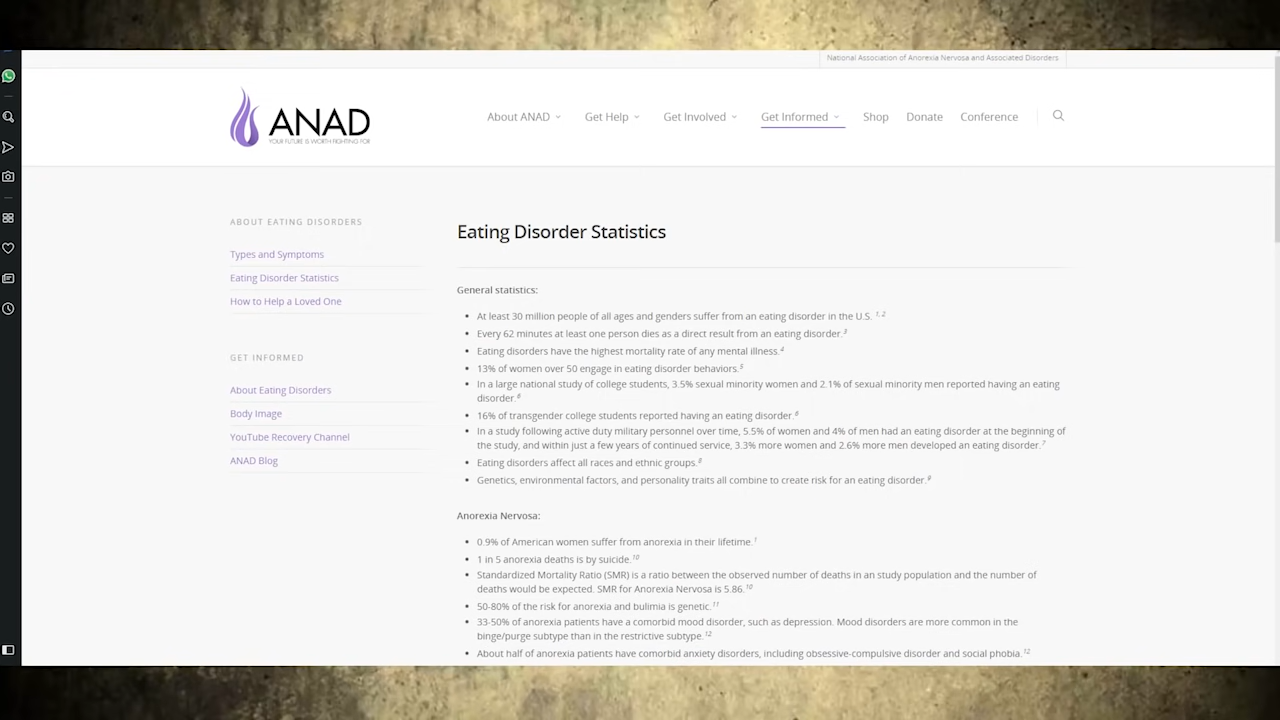 National Association of Anorexia Nervosa and Associated Disorders
ANAD
YOUR FUTURE IS WORTH FIGHTING FOR
About ANAD
Get Help
Get Involved
Get Informed
Shop
Donate
Conference
ABOUT EATING DISORDERS
Types and Symptoms
Eating Disorder Statistics
How to Help a Loved One
GET INFORMED
About Eating Disorders
Body Image
YouTube Recovery Channel
ANAD Blog
Eating Disorder Statistics
General statistics:
• At least 30 million people of all ages and genders suffer from an eating disorder in the U.S. 1, 2
• Every 62 minutes at least one person dies as a direct result from an eating disorder.3
• Eating disorders have the highest mortality rate of any mental illness.4
• 13% of women over 50 engage in eating disorder behaviors.5
• In a large national study of college students, 3.5% sexual minority women and 2.1% of sexual minority men reported having an eating
disorder.6
• 16% of transgender college students reported having an eating disorder.6
• In a study following active duty military personnel over time, 5.5% of women and 4% of men had an eating disorder at the beginning of
the study, and within just a few years of continued service, 3.3% more women and 2.6% more men developed an eating disorder.7
• Eating disorders affect all races and ethnic groups.8
• Genetics, environmental factors, and personality traits all combine to create risk for an eating disorder.9
Anorexia Nervosa:
• 0.9% of American women suffer from anorexia in their lifetime.1
• 1 in 5 anorexia deaths is by suicide.10
• Standardized Mortality Ratio (SMR) is a ratio between the observed number of deaths in an study population and the number of
deaths would be expected. SMR for Anorexia Nervosa is 5.86.10
• 50-80% of the risk for anorexia and bulimia is genetic.11
• 33-50% of anorexia patients have a comorbid mood disorder, such as depression. Mood disorders are more common in the
binge/purge subtype than in the restrictive subtype.12
• About half of anorexia patients have comorbid anxiety disorders, including obsessive-compulsive disorder and social phobia.12